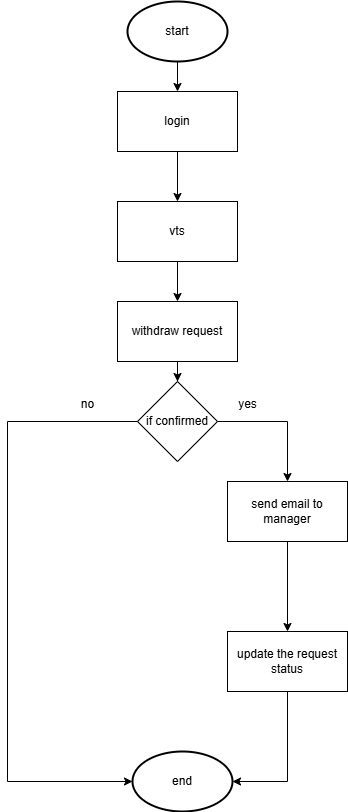 start
login
vts
withdraw request
no
yes
if confirmed
send email to
manager
update the request
status
end